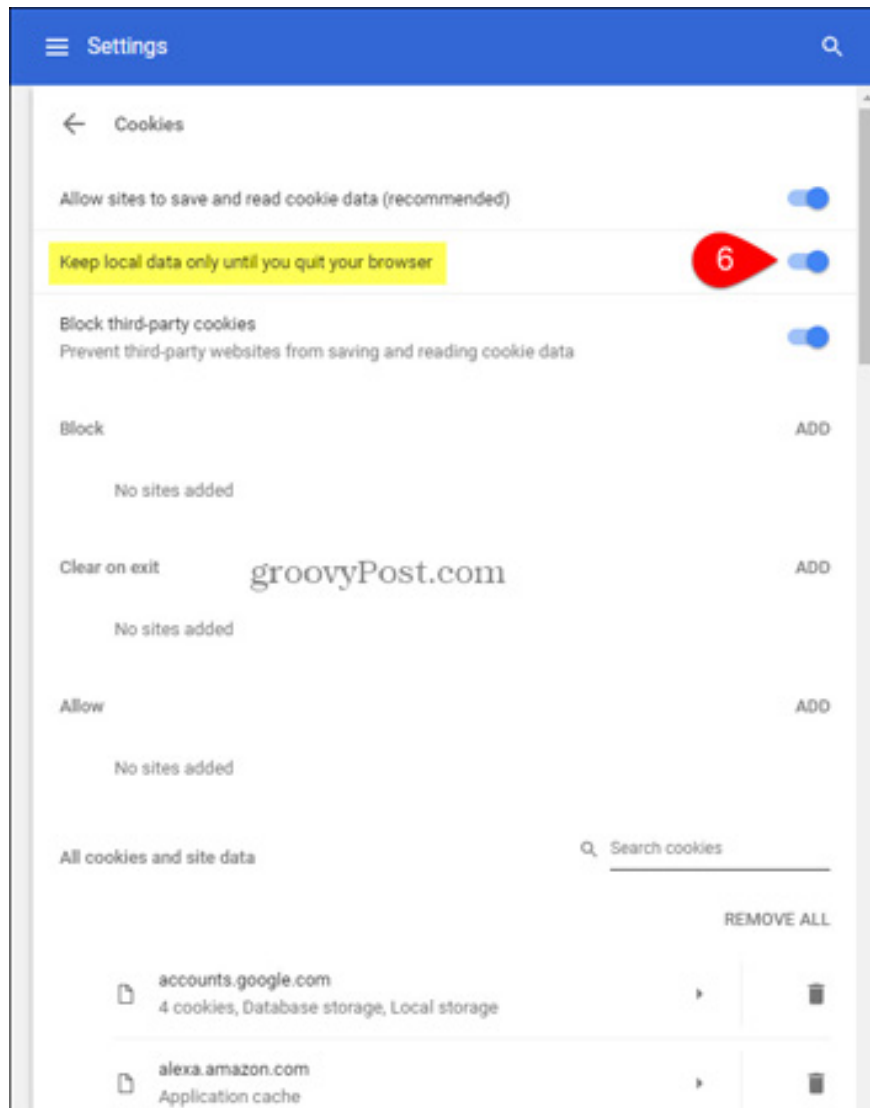 Settings
Cookies
Allow sites to save and read cookie data (recommended)
Keep local data only until you quit your browser
6
Block third-party cookies
Prevent third-party websites from saving and reading cookie data
Block ADD
No sites added
Clear on exit ADD
groovyPost.com
No sites added
Allow ADD
No sites added
All cookies and site data Search cookies
REMOVE ALL
accounts.google.com
4 cookies, Database storage, Local storage
alexa.amazon.com
Application cache